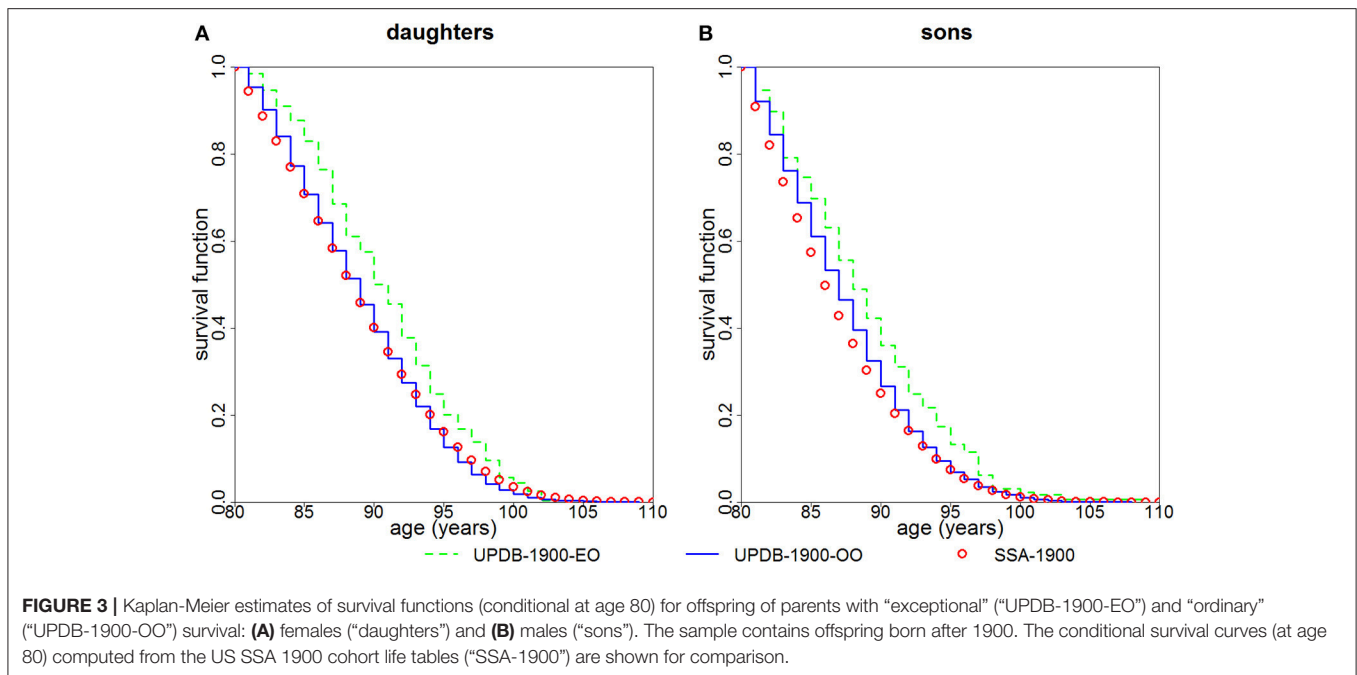 A daughters
B sons
survival function
0.0 0.2 0.4 0.6 0.8 1.0
80 85 90 95 100 105 110
age (years)
survival function
0.0 0.2 0.4 0.6 0.8 1.0
80 85 90 95 100 105 110
age (years)
UPDB-1900-EO UPDB-1900-OO SSA-1900
FIGURE 3 | Kaplan-Meier estimates of survival functions (conditional at age 80) for offspring of parents with “exceptional” (“UPDB-1900-EO”) and “ordinary”
(“UPDB-1900-OO”) survival: (A) females (“daughters”) and (B) males (“sons”). The sample contains offspring born after 1900. The conditional survival curves (at age
80) computed from the US SSA 1900 cohort life tables (“SSA-1900”) are shown for comparison.